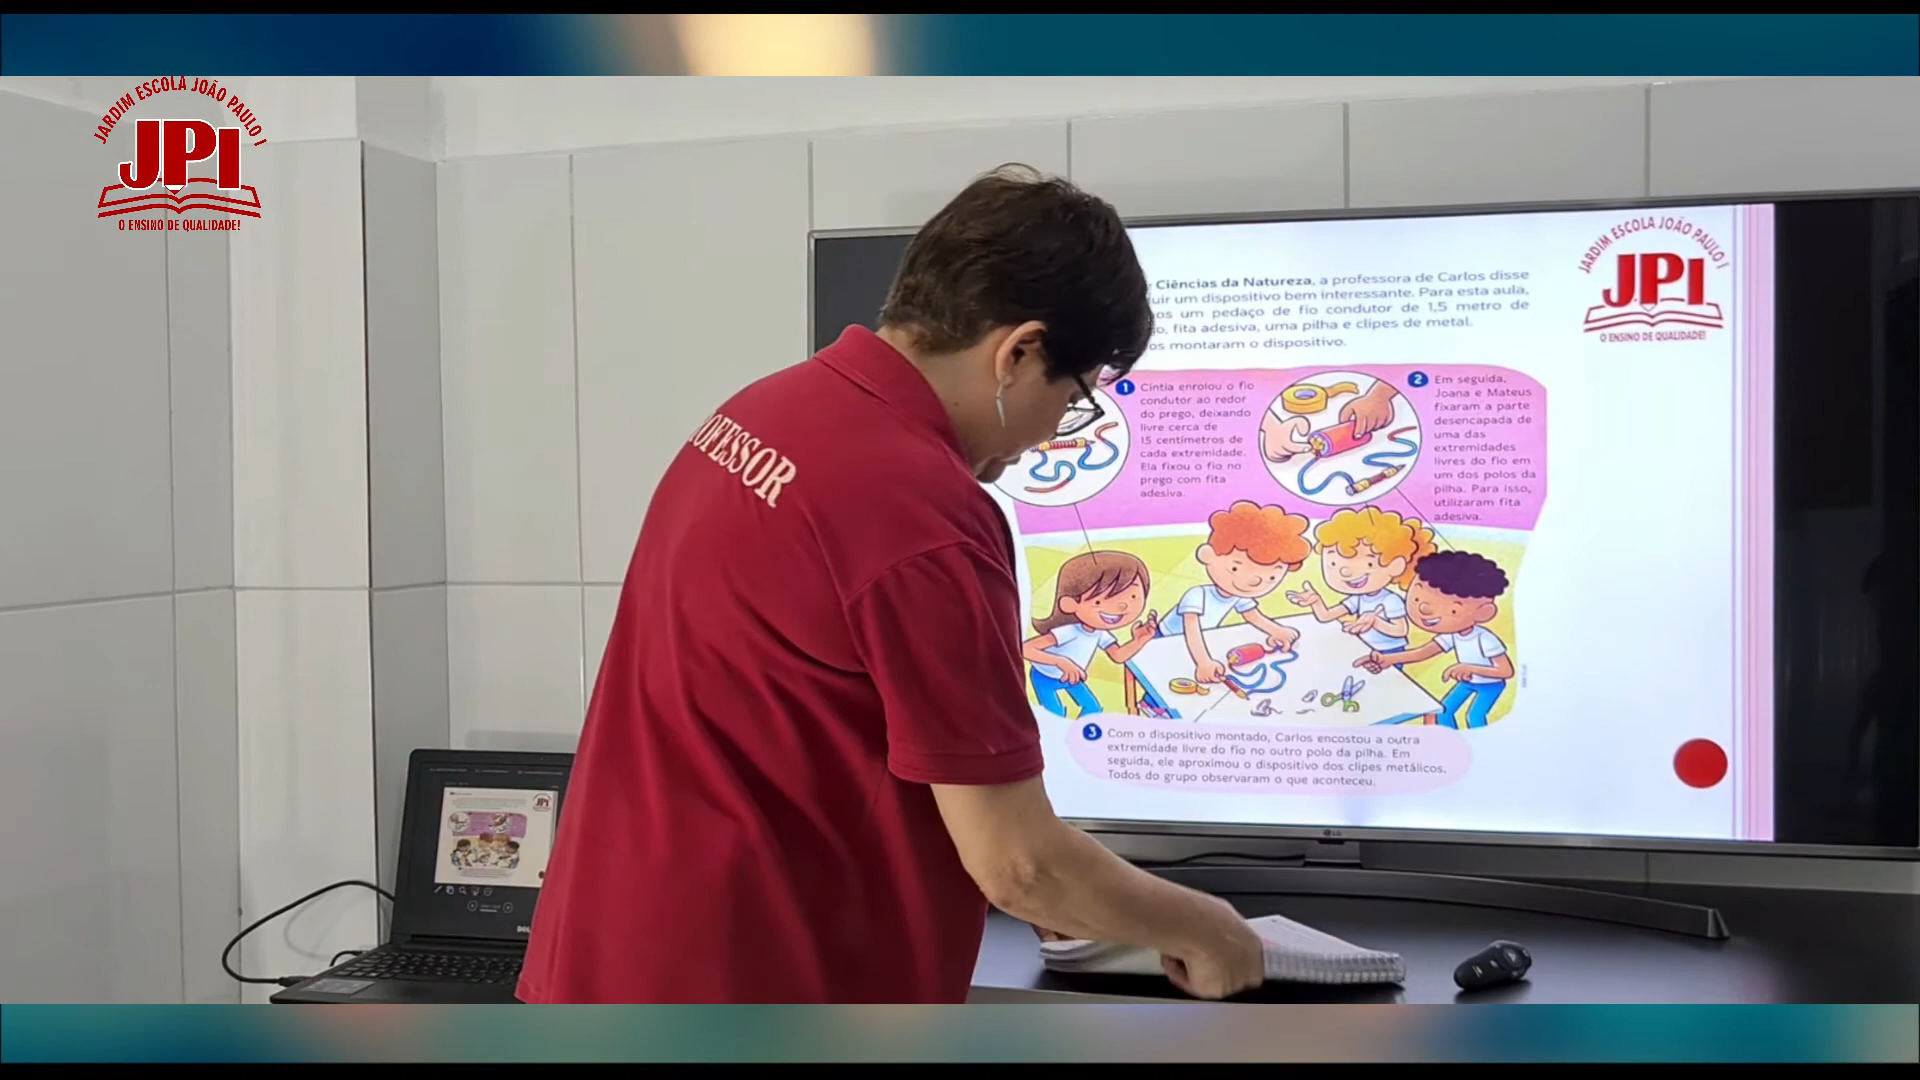 JARDIM ESCOLA JOÃO PAULO I
JPI
O ENSINO DE QUALIDADE!
Ciências da Natureza, a professora de Carlos disse
uir um dispositivo bem interessante. Para esta aula,
os um pedaço de fio condutor de 1,5 metro de
o, fita adesiva, uma pilha e clipes de metal.
os montaram o dispositivo.
JARDIM ESCOLA JOÃO PAULO I
JPI
O ENSINO DE QUALIDADE!
1 Cíntia enrolou o fio
condutor ao redor
do prego, deixando
livre cerca de
15 centímetros de
cada extremidade.
Ela fixou o fio no
prego com fita
adesiva.
2 Em seguida,
Joana e Mateus
fixaram a parte
desencapada de
uma das
extremidades
livres do fio em
um dos polos da
pilha. Para isso,
utilizaram fita
adesiva.
3 Com o dispositivo montado, Carlos encostou a outra
extremidade livre do fio no outro polo da pilha. Em
seguida, ele aproximou o dispositivo dos clipes metálicos.
Todos do grupo observaram o que aconteceu.
OFESSOR
LG